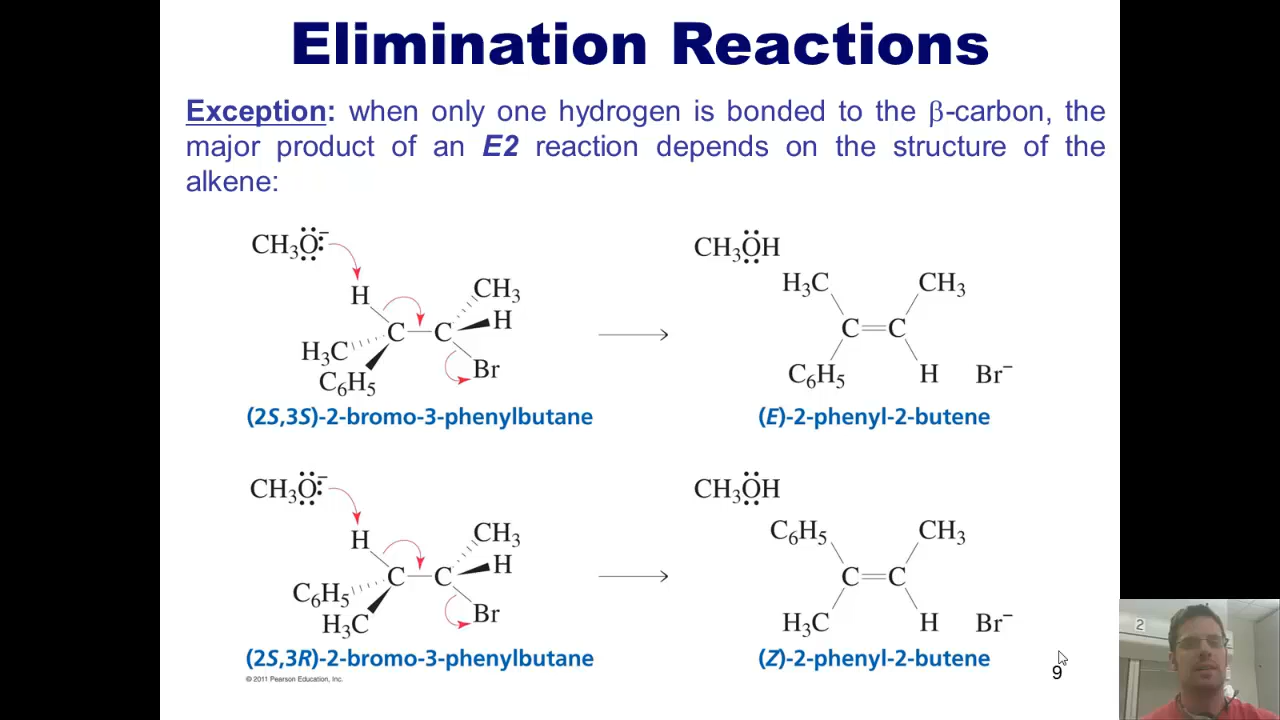 Elimination Reactions
Exception: when only one hydrogen is bonded to the β-carbon, the
major product of an E2 reaction depends on the structure of the
alkene:
CH₃O⁻
CH₃OH
H
CH₃
H
C—C
H₃C
C₆H₅
Br
H₃C
CH₃
C=C
C₆H₅
H
Br⁻
(2S,3S)-2-bromo-3-phenylbutane
(E)-2-phenyl-2-butene
CH₃O⁻
CH₃OH
H
CH₃
H
C—C
C₆H₅
H₃C
Br
C₆H₅
CH₃
C=C
H₃C
H
Br⁻
(2S,3R)-2-bromo-3-phenylbutane
(Z)-2-phenyl-2-butene
© 2011 Pearson Education, Inc.
9
2